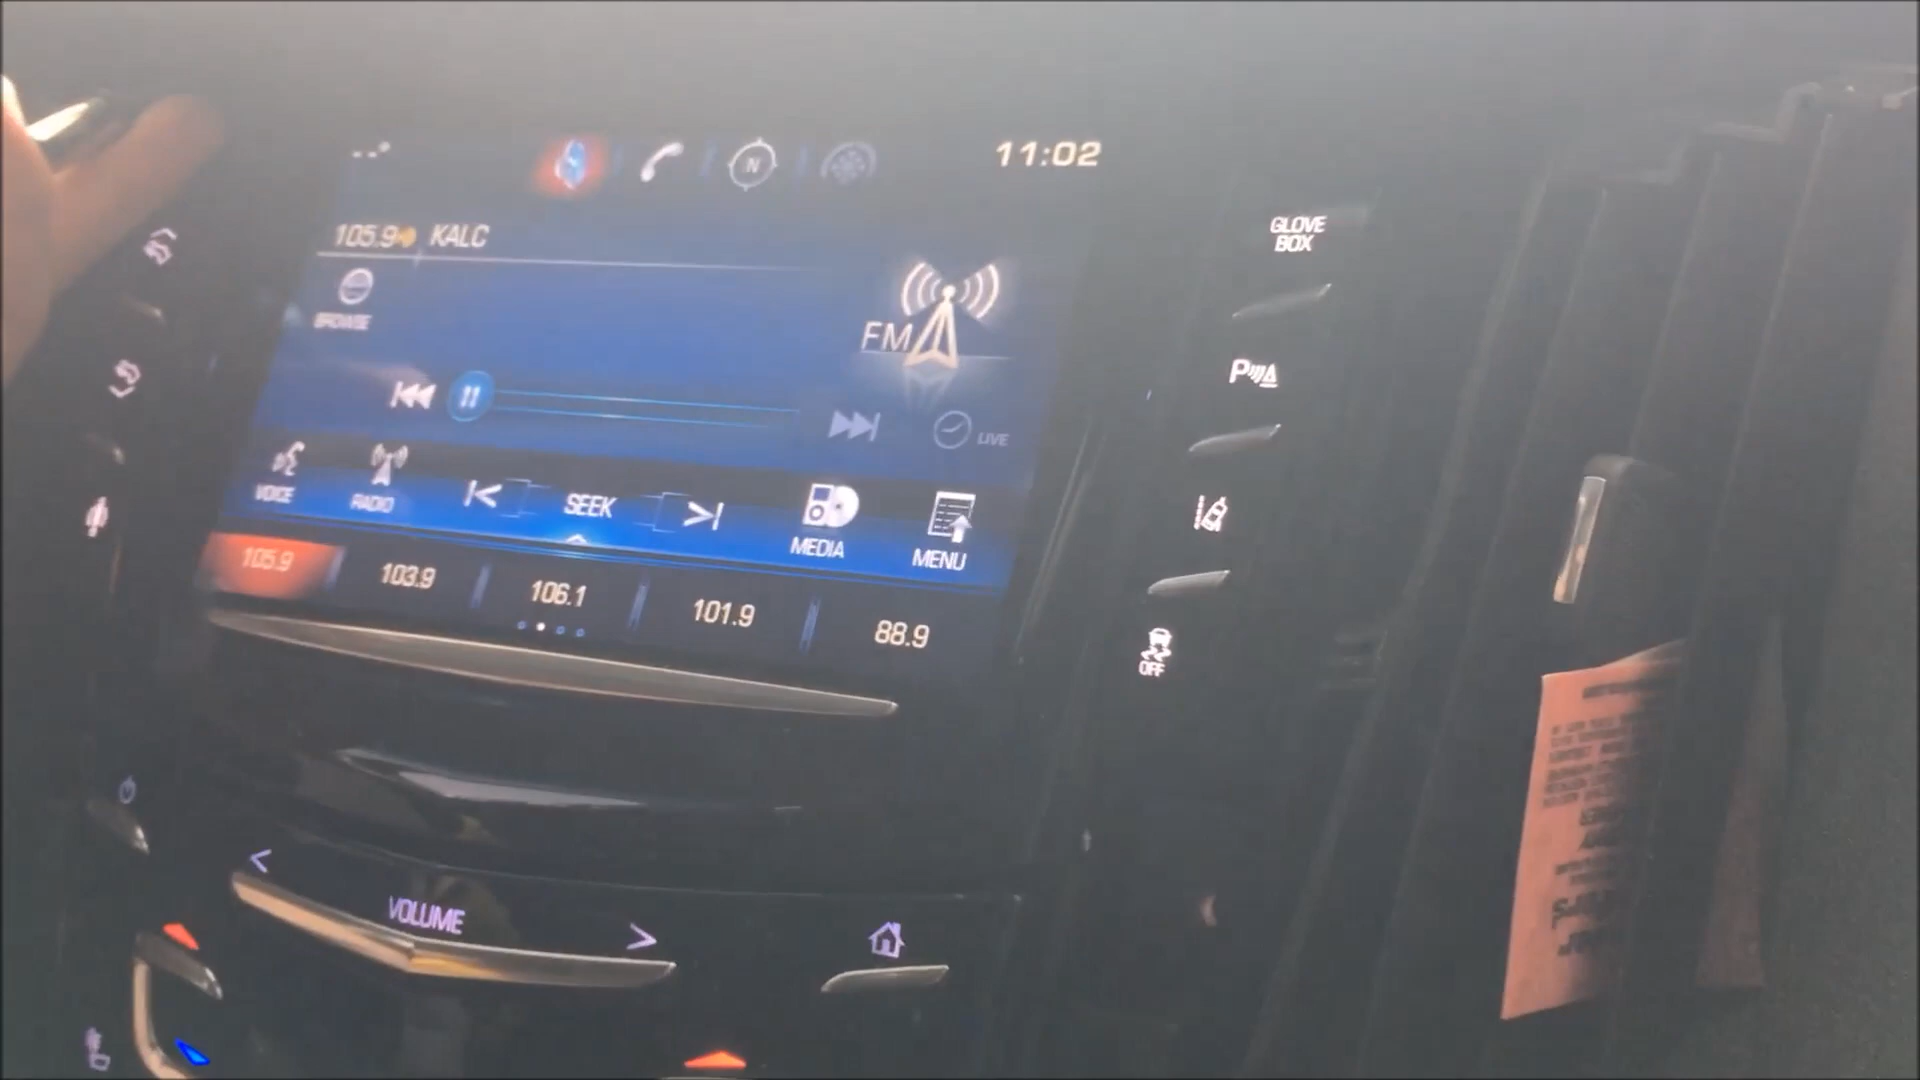 11:02
N
105.9 KALC
BROWSE
FM
LIVE
VOICE
RADIO
SEEK
MEDIA
MENU
105.9
103.9
106.1
101.9
88.9
GLOVE
BOX
P
OFF
VOLUME